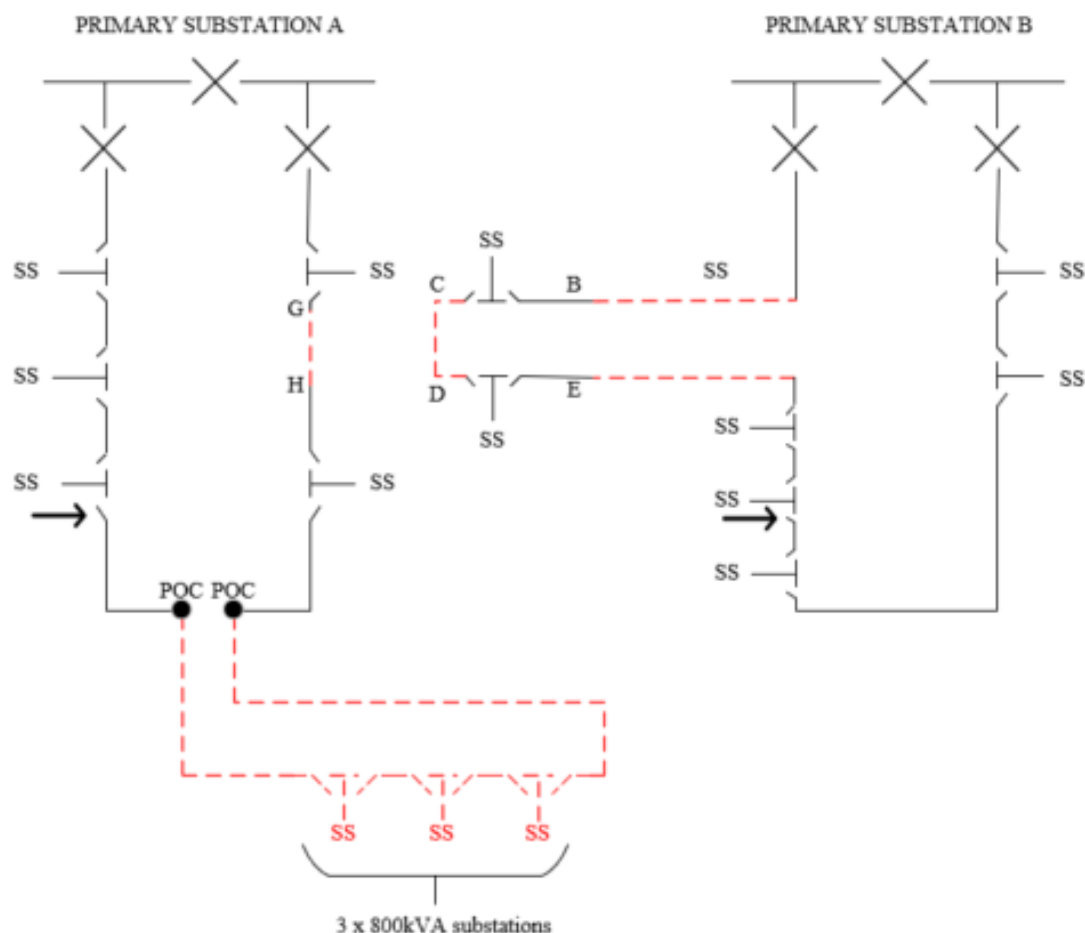 PRIMARY SUBSTATION A
PRIMARY SUBSTATION B
SS
SS
SS
SS
SS
SS
C
B
G
SS
SS
H
D
E
SS
SS
SS
SS
SS
SS
POC POC
SS SS SS
3 x 800kVA substations